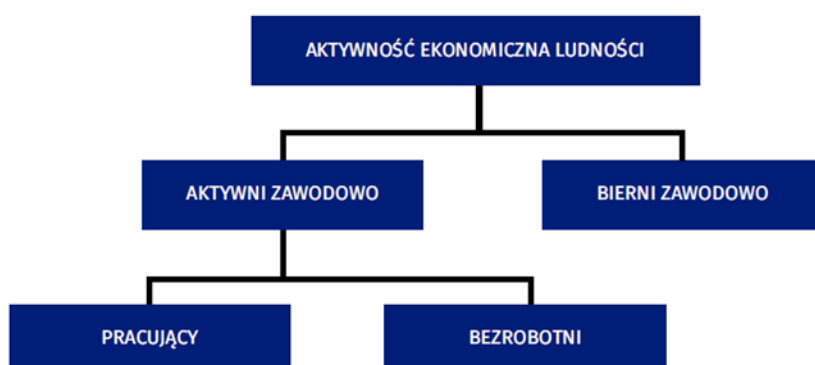 AKTYWNOŚĆ EKONOMICZNA LUDNOŚCI
AKTYWNI ZAWODOWO
BIERNI ZAWODOWO
PRACUJĄCY
BEZROBOTNI